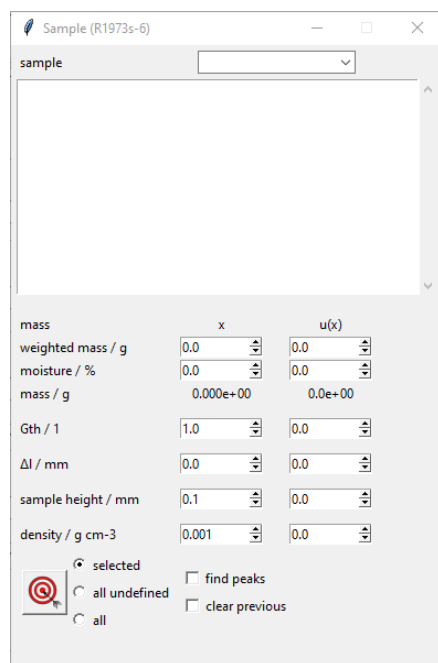 Sample (R1973s-6)
sample
mass x u(x)
weighted mass / g 0.0 0.0
moisture / % 0.0 0.0
mass / g 0.000e+00 0.0e+00
Gth / 1 1.0 0.0
Δl / mm 0.0 0.0
sample height / mm 0.1 0.0
density / g cm-3 0.001 0.0
selected
find peaks
all undefined
clear previous
all